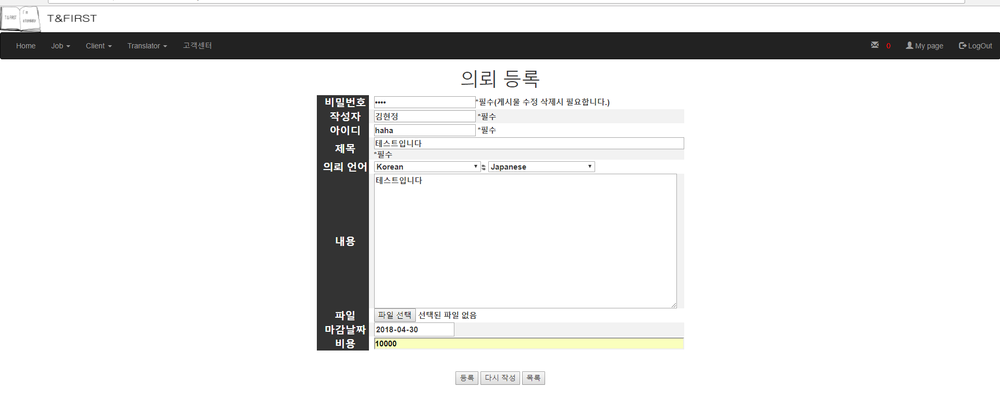 T & FIRST
I' m
a translator
T&FIRST
Home Job Client Translator 고객센터 0 My page LogOut
의뢰 등록
비밀번호 •••• *필수(게시물 수정 삭제시 필요합니다.)
작성자 김현정 *필수
아이디 haha *필수
제목 테스트입니다
*필수
의뢰 언어 Korean Japanese
내용 테스트입니다
파일 파일 선택 선택된 파일 없음
마감날짜 2018-04-30
비용 10000
등록 다시 작성 목록